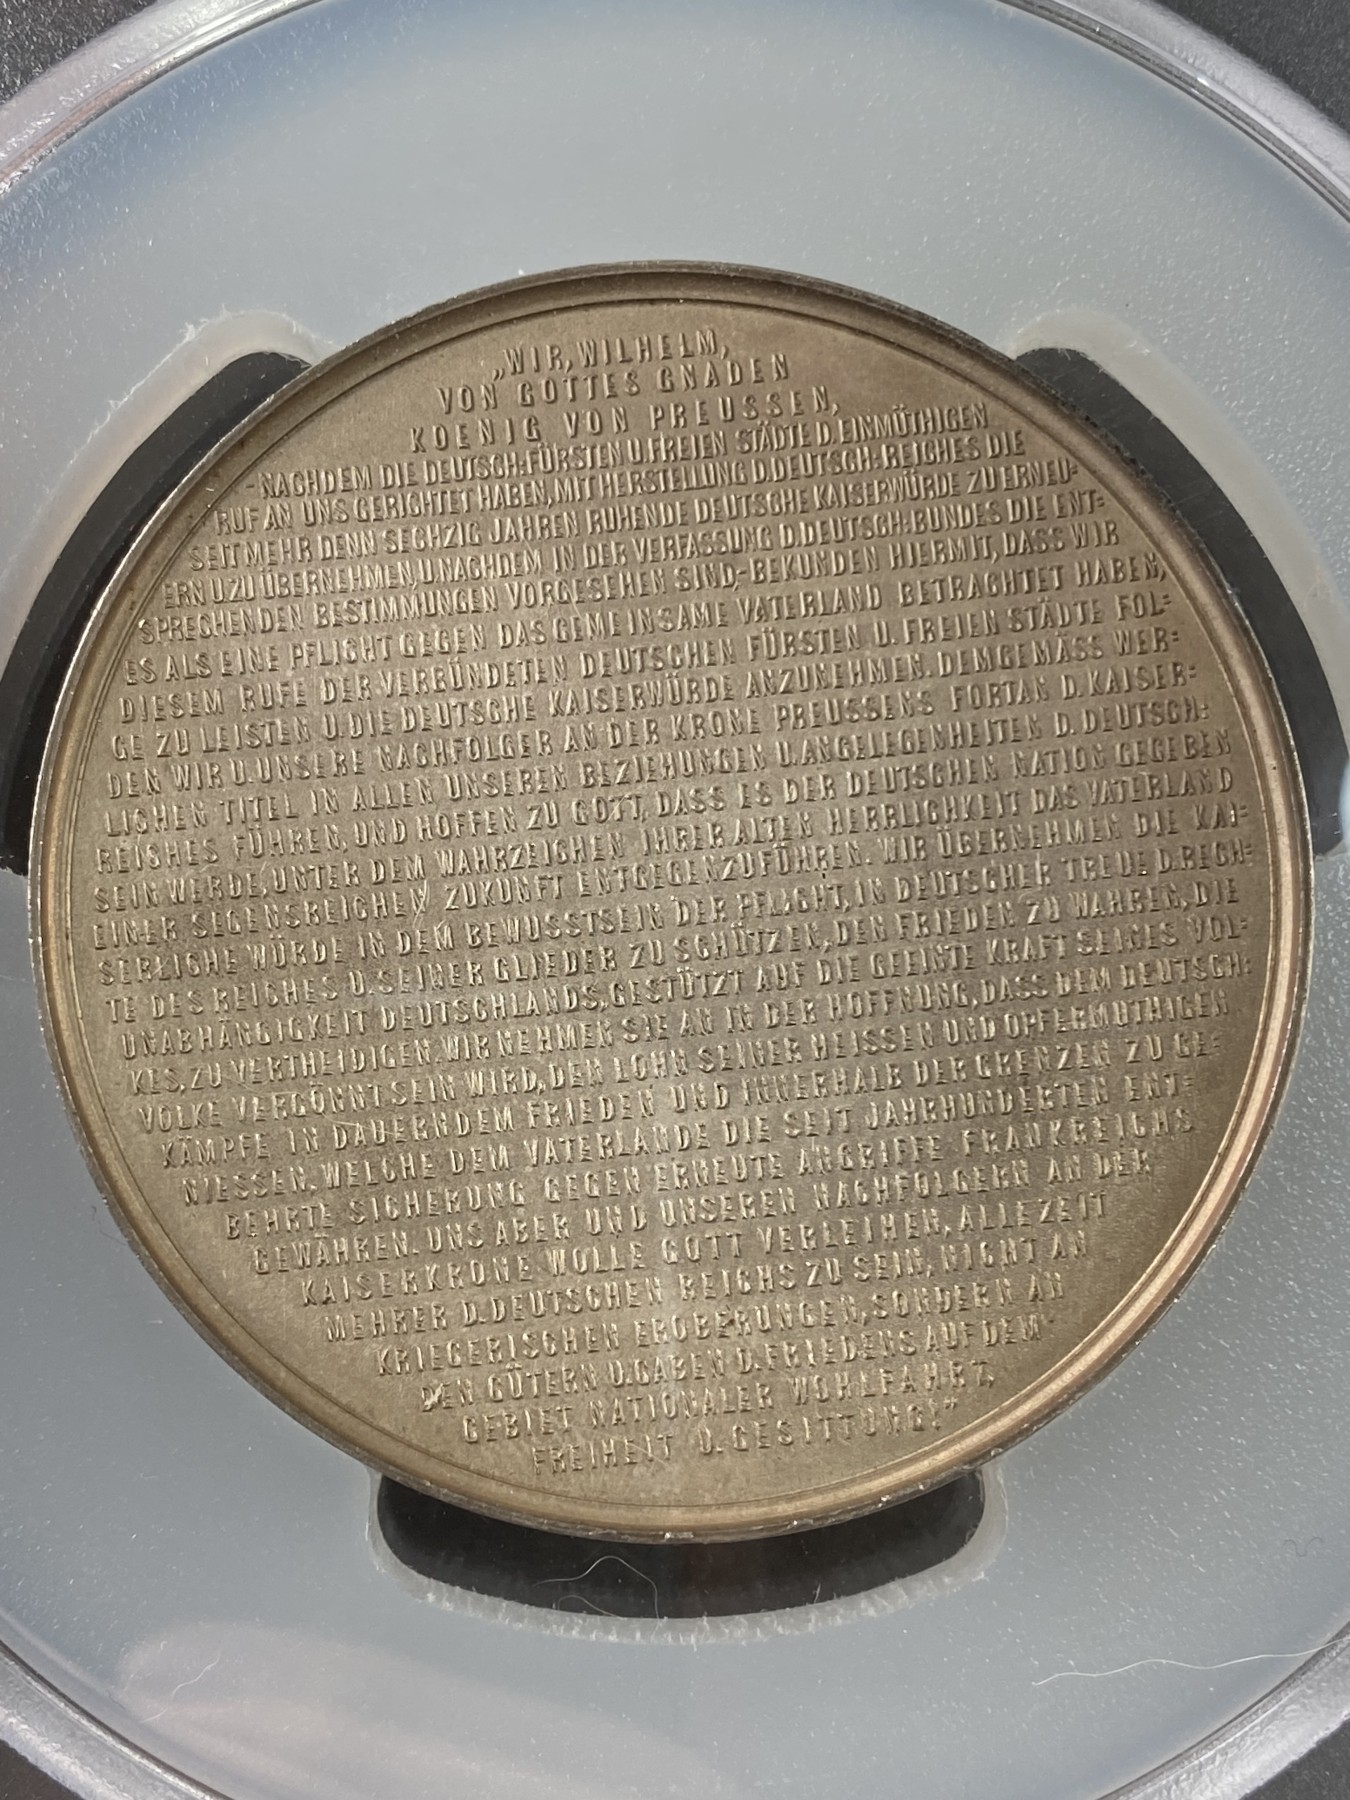 „WIR, WILHELM,
VON GOTTES GNADEN
KOENIG VON PREUSSEN,
- NACHDEM DIE DEUTSCH: FÜRSTEN U. FREIEN STÄDTE D. EINMÜTHIGEN
RUF AN UNS GERICHTET HABEN, MIT HERSTELLUNG D. DEUTSCH: REICHES DIE
SEIT MEHR DENN SECHZIG JAHREN RUHENDE DEUTSCHE KAISERWÜRDE ZU ERNEU-
ERN U. ZU ÜBERNEHMEN, U. NACHDEM IN DER VERFASSUNG D. DEUTSCH: BUNDES DIE ENT-
SPRECHENDEN BESTIMMUNGEN VORGESEHEN SIND, - BEKUNDEN HIERMIT, DASS WIR
ES ALS EINE PFLICHT GEGEN DAS GEMEINSAME VATERLAND BETRACHTET HABEN,
DIESEM RUFE DER VERBÜNDETEN DEUTSCHEN FÜRSTEN U. FREIEN STÄDTE FOL-
GE ZU LEISTEN U. DIE DEUTSCHE KAISERWÜRDE ANZUNEHMEN. DEMGEMÄSS WER-
DEN WIR U. UNSERE NACHFOLGER AN DER KRONE PREUSSENS FORTAN D. KAISER-
LICHEN TITEL IN ALLEN UNSEREN BEZIEHUNGEN U. ANGELEGENHEITEN D. DEUTSCH:
REICHES FÜHREN, UND HOFFEN ZU GOTT, DASS ES DER DEUTSCHEN NATION GEGEBEN
SEIN WERDE, UNTER DEM WAHRZEICHEN IHRER ALTEN HERRLICHKEIT DAS VATERLAND
EINER SEGENSREICHEN ZUKUNFT ENTGEGENZUFÜHREN. WIR ÜBERNEHMEN DIE KAI-
SERLICHE WÜRDE IN DEM BEWUSSTSEIN DER PFLICHT, IN DEUTSCHER TREUE D. RECH-
TE DES REICHES U. SEINER GLIEDER ZU SCHÜTZEN, DEN FRIEDEN ZU WAHREN, DIE
UNABHÄNGIGKEIT DEUTSCHLANDS, GESTÜTZT AUF DIE GEEINTE KRAFT SEINES VOL-
KES, ZU VERTHEIDIGEN. WIR NEHMEN SIE AN IN DER HOFFNUNG, DASS DEM DEUTSCH:
VOLKE VERGÖNNT SEIN WIRD, DEN LOHN SEINER HEISSEN UND OPFERMUTHIGEN
KÄMPFE IN DAUERNDEM FRIEDEN UND INNERHALB DER GRENZEN ZU GE-
NIESSEN. WELCHE DEM VATERLANDE DIE SEIT JAHRHUNDERTEN ENT-
BEHRTE SICHERUNG GEGEN ERNEUTE ANGRIFFE FRANKREICHS
GEWÄHREN. UNS ABER UND UNSEREN NACHFOLGERN AN DER
KAISERKRONE WOLLE GOTT VERLEIHEN, ALLEZEIT
MEHRER D. DEUTSCHEN REICHS ZU SEIN, NICHT AN
KRIEGERISCHEN EROBERUNGEN, SONDERN AN
DEN GÜTERN U. GABEN D. FRIEDENS AUF DEM
GEBIET NATIONALER WOHLFAHRT,
FREIHEIT U. GESITTUNG!"